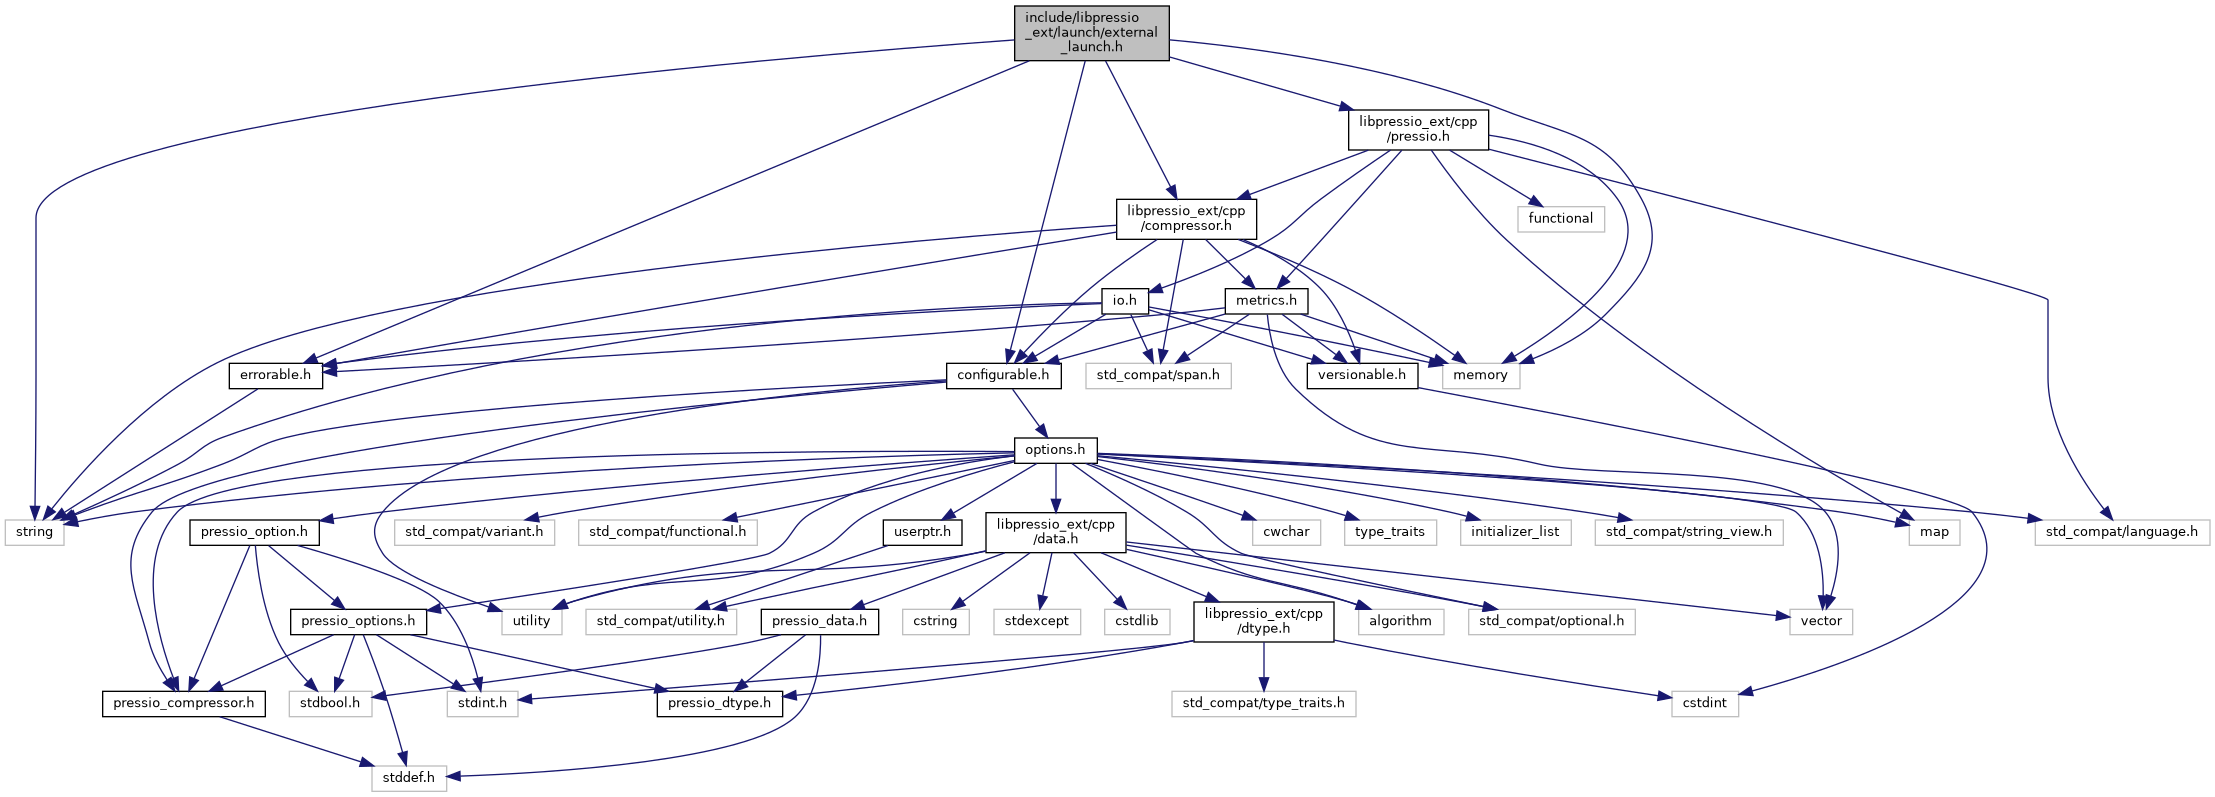 include/libpressio
_ext/launch/external
_launch.h
libpressio_ext/cpp
/pressio.h
libpressio_ext/cpp
/compressor.h
functional
io.h
metrics.h
errorable.h
configurable.h
std_compat/span.h
versionable.h
memory
options.h
string
pressio_option.h
std_compat/variant.h
std_compat/functional.h
userptr.h
libpressio_ext/cpp
/data.h
cwchar
type_traits
initializer_list
std_compat/string_view.h
map
std_compat/language.h
pressio_options.h
utility
std_compat/utility.h
pressio_data.h
cstring
stdexcept
cstdlib
libpressio_ext/cpp
/dtype.h
algorithm
std_compat/optional.h
vector
pressio_compressor.h
stdbool.h
stdint.h
pressio_dtype.h
std_compat/type_traits.h
cstdint
stddef.h